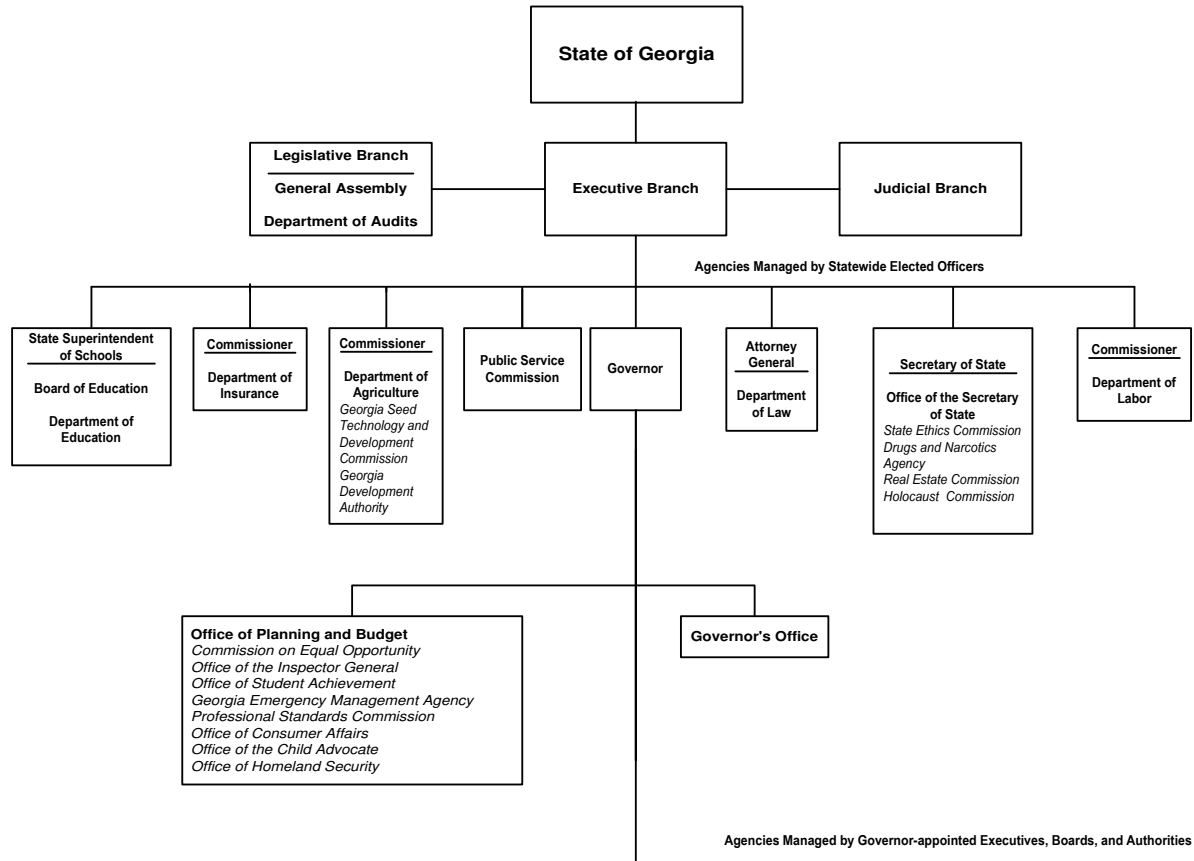 State of Georgia
Legislative Branch
General Assembly
Department of Audits
Executive Branch
Judicial Branch
Agencies Managed by Statewide Elected Officers
State Superintendent
of Schools
Board of Education
Department of
Education
Commissioner
Department of
Insurance
Commissioner
Department of
Agriculture
Georgia Seed
Technology and
Development
Commission
Georgia
Development
Authority
Public Service
Commission
Governor
Attorney
General
Department
of Law
Secretary of State
Office of the Secretary
of State
State Ethics Commission
Drugs and Narcotics
Agency
Real Estate Commission
Holocaust Commission
Commissioner
Department of
Labor
Office of Planning and Budget
Commission on Equal Opportunity
Office of the Inspector General
Office of Student Achievement
Georgia Emergency Management Agency
Professional Standards Commission
Office of Consumer Affairs
Office of the Child Advocate
Office of Homeland Security
Governor's Office
Agencies Managed by Governor-appointed Executives, Boards, and Authorities